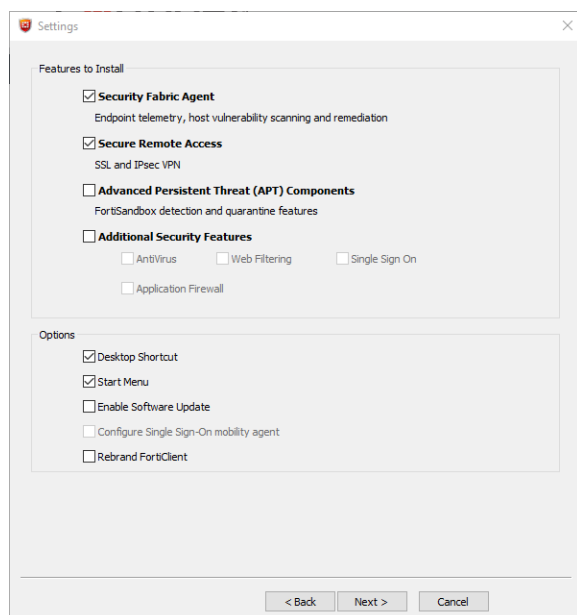 Settings
Features to Install
Security Fabric Agent
Endpoint telemetry, host vulnerability scanning and remediation
Secure Remote Access
SSL and IPsec VPN
Advanced Persistent Threat (APT) Components
FortiSandbox detection and quarantine features
Additional Security Features
AntiVirus Web Filtering Single Sign On
Application Firewall
Options
Desktop Shortcut
Start Menu
Enable Software Update
Configure Single Sign-On mobility agent
Rebrand FortiClient
< Back Next > Cancel